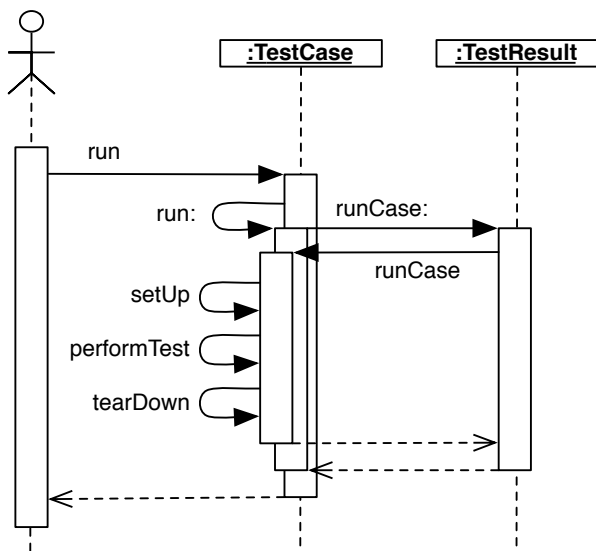 :TestCase
:TestResult
run
run:
runCase:
runCase
setUp
performTest
tearDown